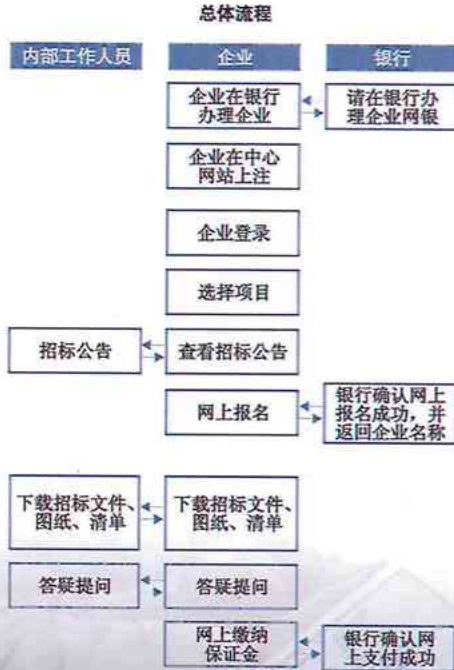 总体流程
内部工作人员
企业
银行
企业在银行
办理企业
请在银行办
理企业网银
企业在中心
网站上注
企业登录
选择项目
招标公告
查看招标公告
网上报名
银行确认网上
报名成功，并
返回企业名称
下载招标文件、
图纸、清单
下载招标文件、
图纸、清单
答疑提问
答疑提问
网上缴纳
保证金
银行确认网
上支付成功